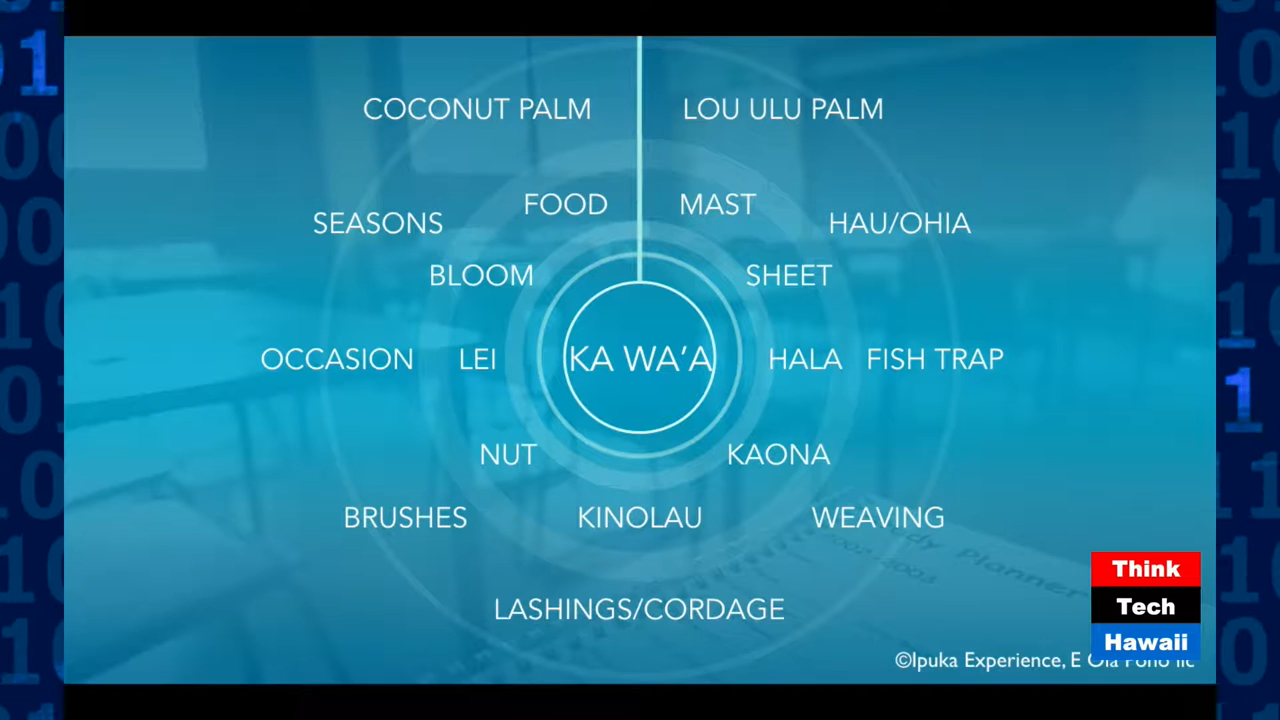 COCONUT PALM
LOU ULU PALM
FOOD
MAST
SEASONS
HAU/OHIA
BLOOM
SHEET
OCCASION
LEI
KA WA’A
HALA
FISH TRAP
NUT
KAONA
BRUSHES
KINOLAU
WEAVING
LASHINGS/CORDAGE
Planner
Think
Tech
Hawaii
©Ipuka Experience, E Ola Pono llc